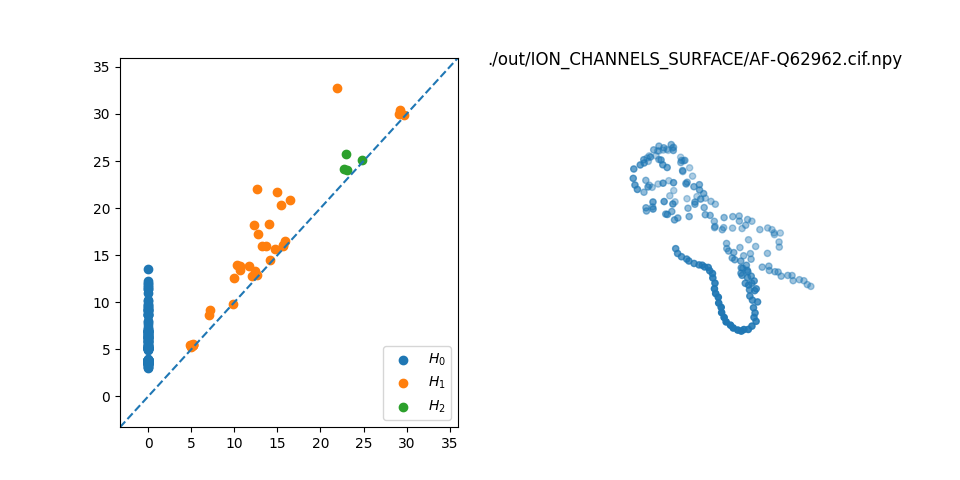 ./out/ION_CHANNELS_SURFACE/AF-Q62962.cif.npy
35
30
25
20
15
10
5
0
H₀
H₁
H₂
0 5 10 15 20 25 30 35